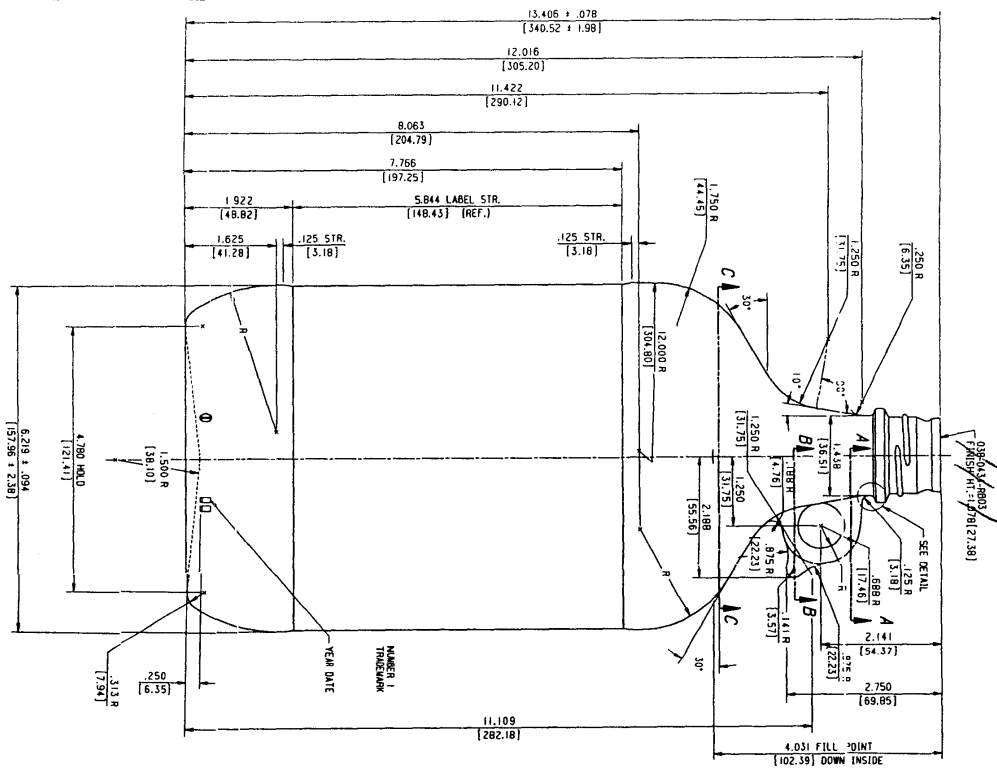 13.406 ± .078
[340.52 ± 1.98]
12.016
[305.20]
11.422
[290.12]
8.063
[204.79]
7.766
[197.25]
1.922
[48.82]
5.844 LABEL STR.
[148.43] (REF.)
1.625
[41.28]
.125 STR.
[3.18]
.125 STR.
[3.18]
1.750 R
[44.45]
1.250 R
[31.75]
.250 R
[6.35]
C
30°
10°
R
12.000 R
[304.80]
1.250 R
[31.75]
B
A
1.438
[36.51]
FINISH HT.
[27.38]
SEE DETAIL
.125 R
[3.18]
.688 R
[17.46]
R
A
.188 R
[4.76]
1.250
[31.75]
2.188
[55.56]
.875 R
[22.23]
B
.141 R
[3.57]
[22.23]
2.141
[54.37]
C
R
30°
2.750
[69.85]
4.780 HOLD
[121.41]
6.219 ± .094
[157.96 ± 2.38]
1.500 R
[38.10]
NUMBER 1
TRADEMARK
YEAR DATE
.313 R
[7.94]
.250
[6.35]
11.109
[282.18]
4.031 FILL POINT
[102.39] DOWN INSIDE